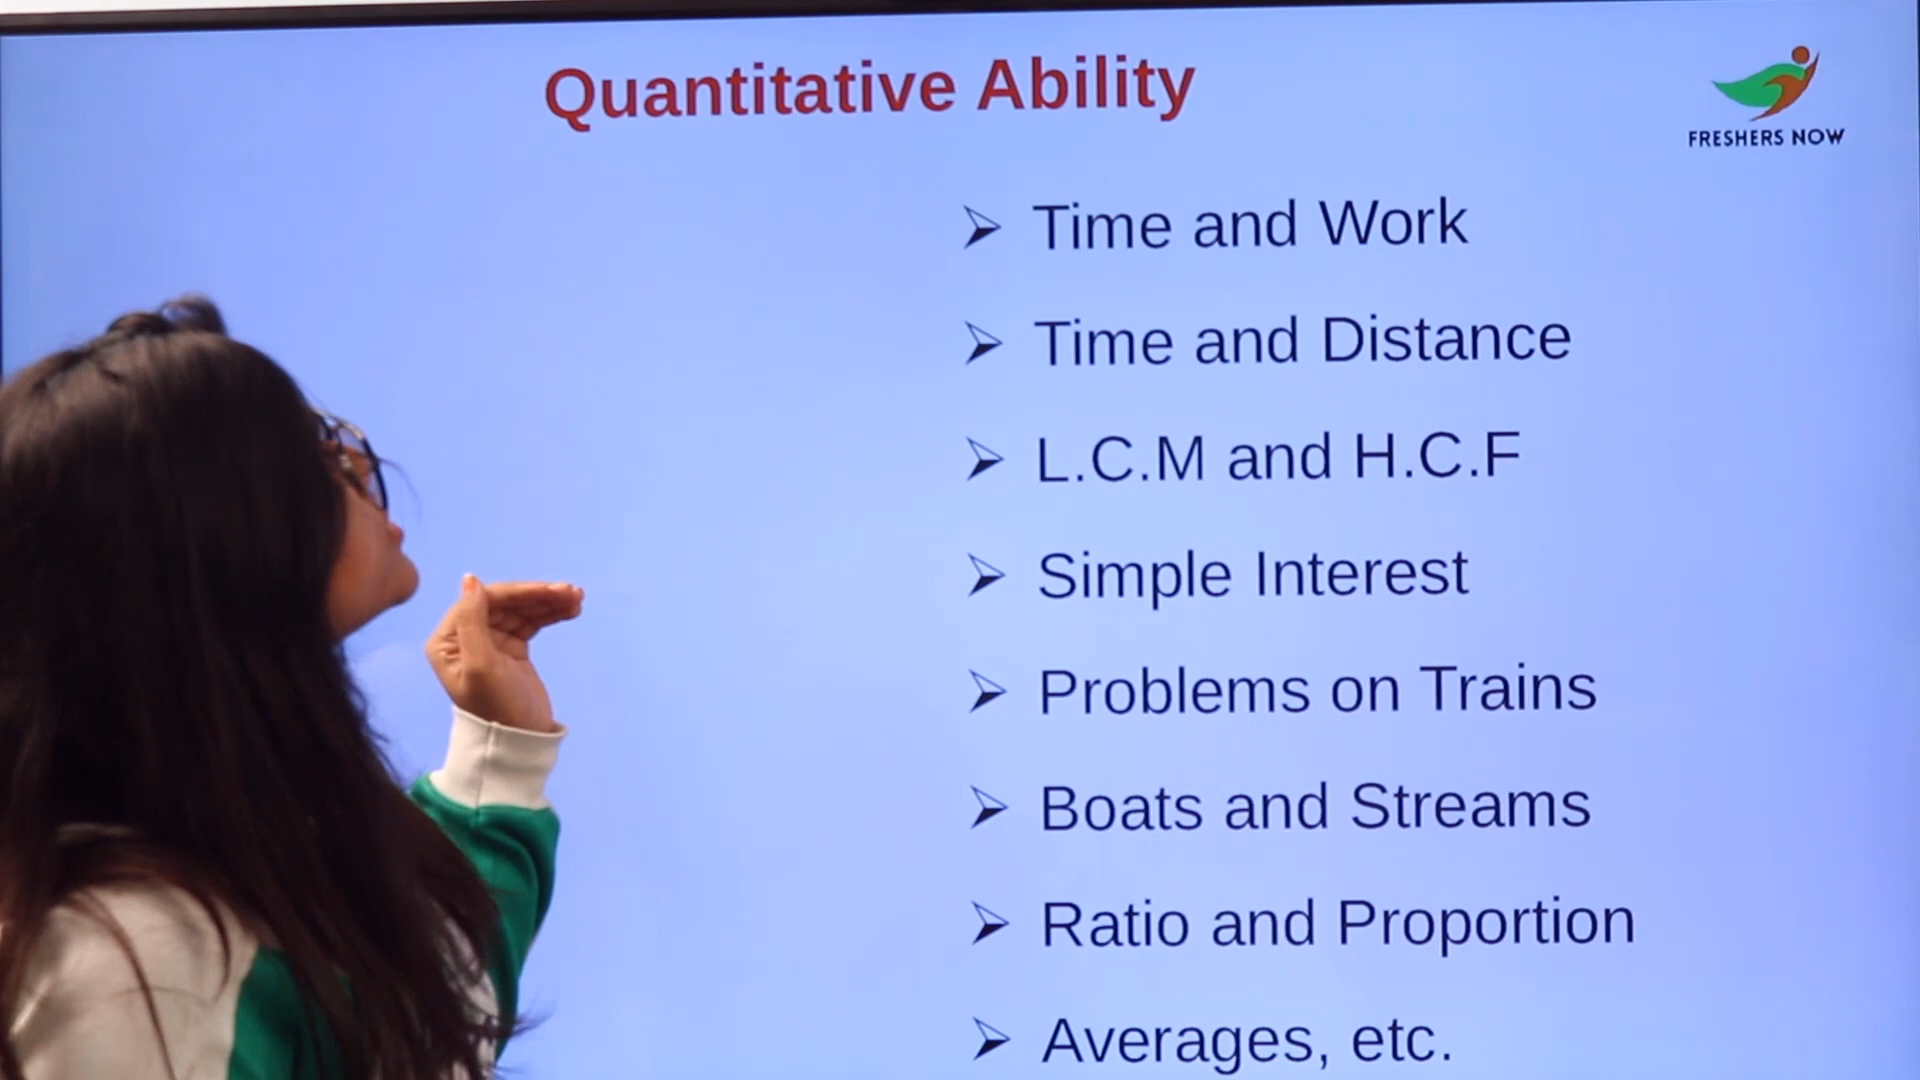 Quantitative Ability
FRESHERS NOW
Time and Work
Time and Distance
L.C.M and H.C.F
Simple Interest
Problems on Trains
Boats and Streams
Ratio and Proportion
Averages, etc.